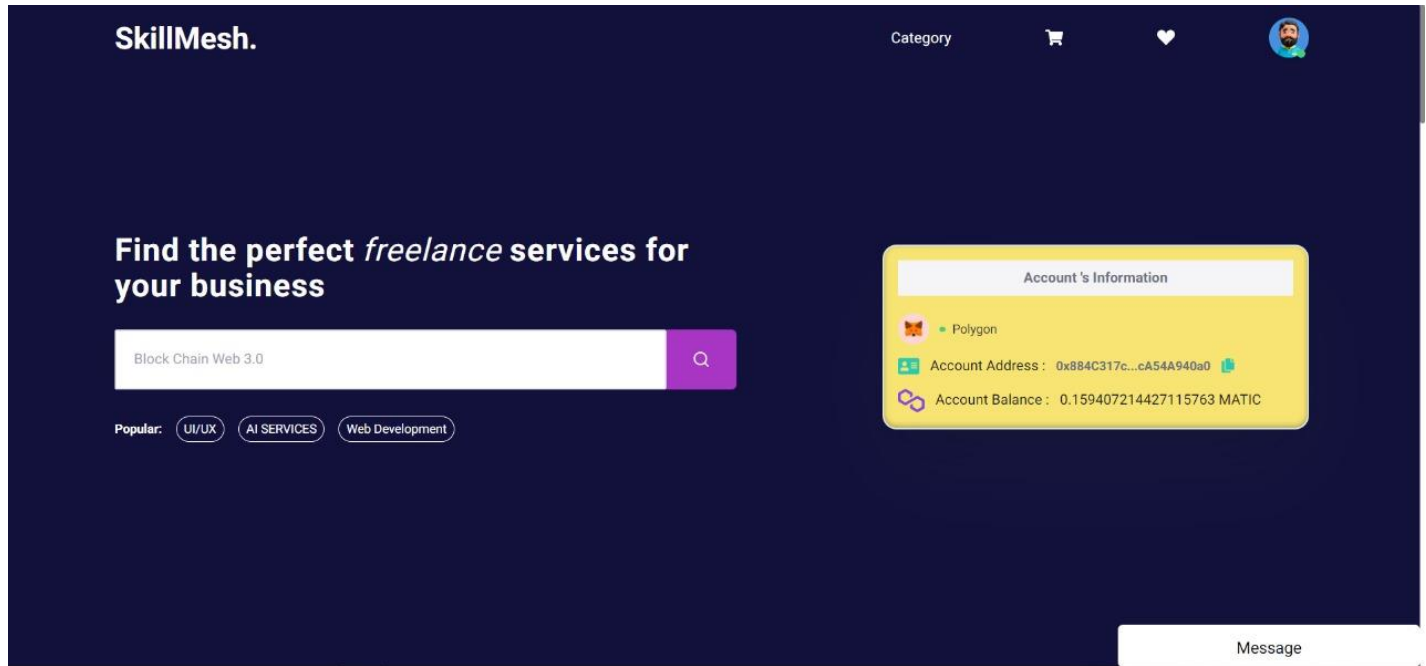 SkillMesh.
Category
Find the perfect freelance services for
your business
Block Chain Web 3.0
Popular: UI/UX AI SERVICES Web Development
Account 's Information
Polygon
Account Address : 0x884C317c...cA54A940a0
Account Balance : 0.159407214427115763 MATIC
Message